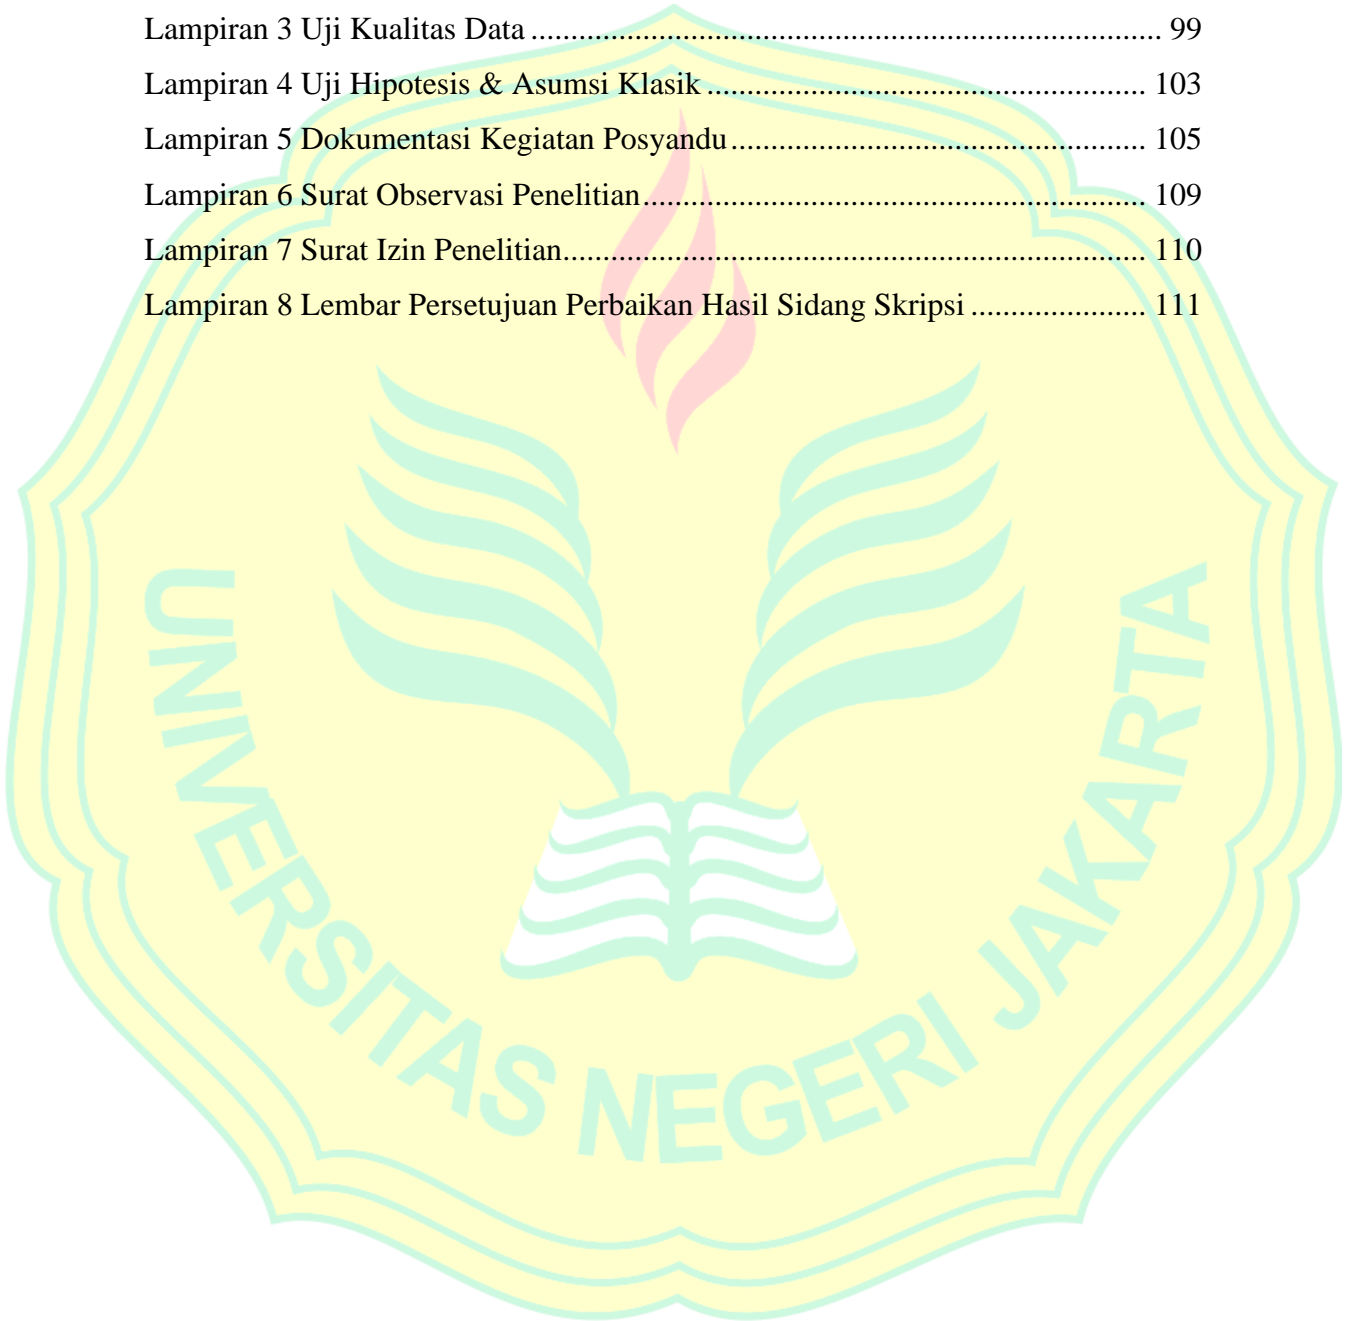 Lampiran 3 Uji Kualitas Data ............................................................................. 99
Lampiran 4 Uji Hipotesis & Asumsi Klasik ...................................................... 103
Lampiran 5 Dokumentasi Kegiatan Posyandu................................................... 105
Lampiran 6 Surat Observasi Penelitian.............................................................. 109
Lampiran 7 Surat Izin Penelitian........................................................................ 110
Lampiran 8 Lembar Persetujuan Perbaikan Hasil Sidang Skripsi ..................... 111
UNIVERSITAS NEGERI JAKARTA